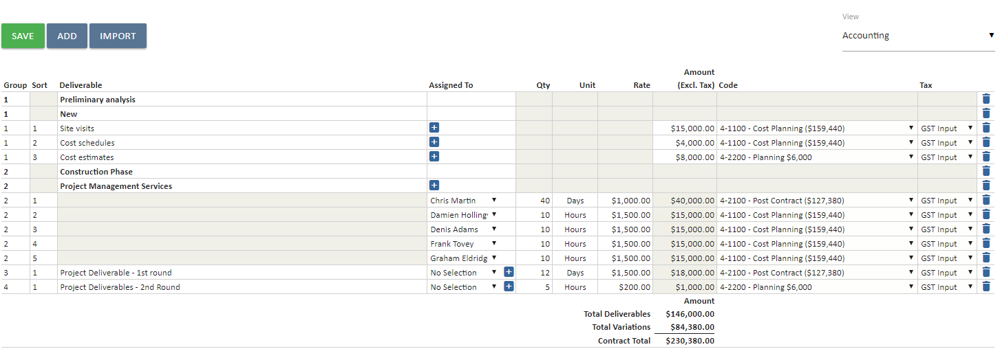 View
SAVE ADD IMPORT Accounting
Amount
Group Sort Deliverable Assigned To Qty Unit Rate (Excl. Tax) Code Tax
1 Preliminary analysis
1 New
1 1 Site visits $15,000.00 4-1100 - Cost Planning ($159,440) GST Input
1 2 Cost schedules $4,000.00 4-1100 - Cost Planning ($159,440) GST Input
1 3 Cost estimates $8,000.00 4-2200 - Planning $6,000 GST Input
2 Construction Phase
2 Project Management Services
2 1 Chris Martin 40 Days $1,000.00 $40,000.00 4-2100 - Post Contract ($127,380) GST Input
2 2 Damien Holling 10 Hours $1,500.00 $15,000.00 4-1100 - Cost Planning ($159,440) GST Input
2 3 Denis Adams 10 Hours $1,500.00 $15,000.00 4-1100 - Cost Planning ($159,440) GST Input
2 4 Frank Tovey 10 Hours $1,500.00 $15,000.00 4-1100 - Cost Planning ($159,440) GST Input
2 5 Graham Eldridg 10 Hours $1,500.00 $15,000.00 4-1100 - Cost Planning ($159,440) GST Input
3 1 Project Deliverable - 1st round No Selection 12 Days $1,500.00 $18,000.00 4-2100 - Post Contract ($127,380) GST Input
4 1 Project Deliverables - 2nd Round No Selection 5 Hours $200.00 $1,000.00 4-2200 - Planning $6,000 GST Input
Amount
Total Deliverables $146,000.00
Total Variations $84,380.00
Contract Total $230,380.00